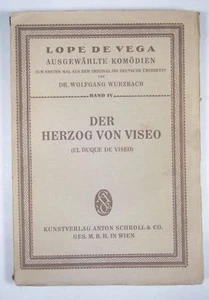 LOPE DE VEGA
AUSGEWÄHLTE KOMÖDIEN
ZUM ERSTEN MAL AUS DEM ORIGINAL INS DEUTSCHE ÜBERSETZT
VON
DR. WOLFGANG WURZBACH
BAND IV
DER
HERZOG VON VISEO
(EL DUQUE DE VISEO)
KUNSTVERLAG ANTON SCHROLL & CO.
GES. M. B. H. IN WIEN